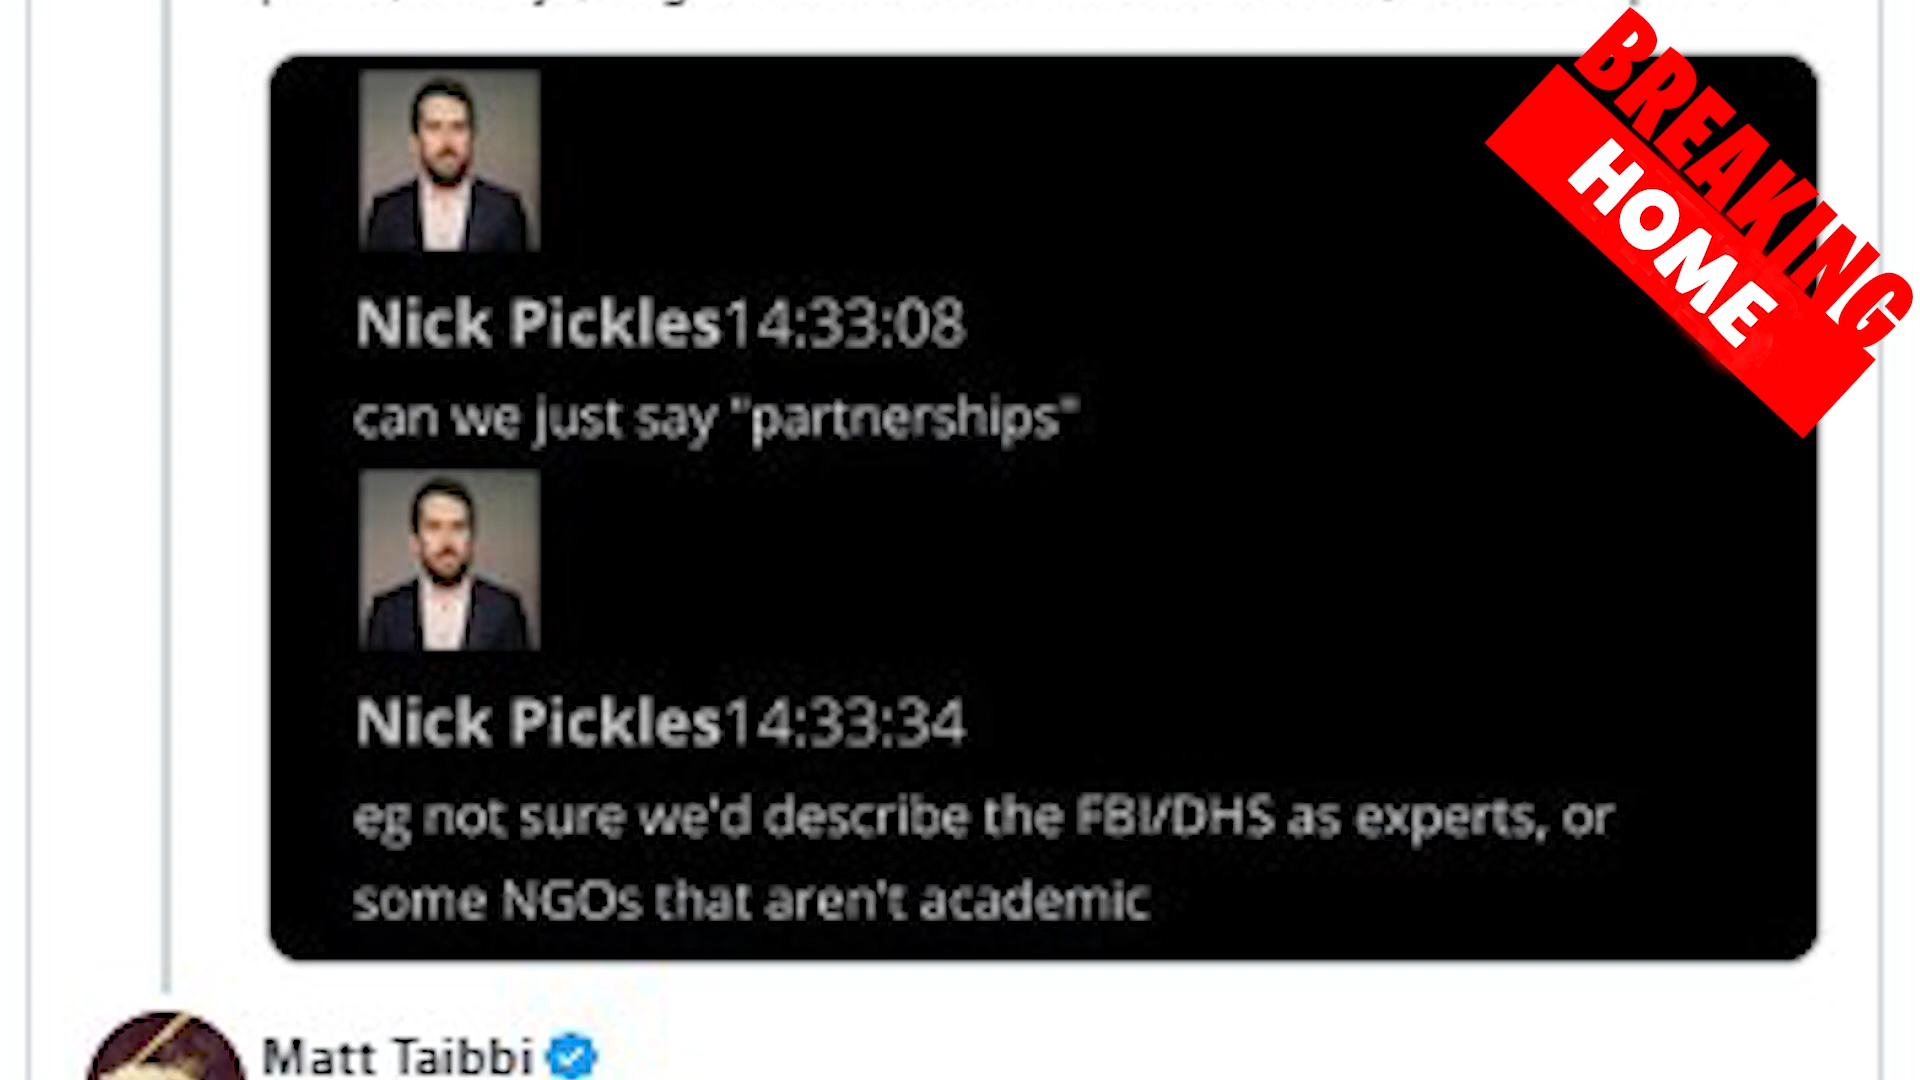 BREAKING
HOME
Nick Pickles14:33:08
can we just say "partnerships"
Nick Pickles14:33:34
eg not sure we'd describe the FBI/DHS as experts, or
some NGOs that aren't academic
Matt Taibbi